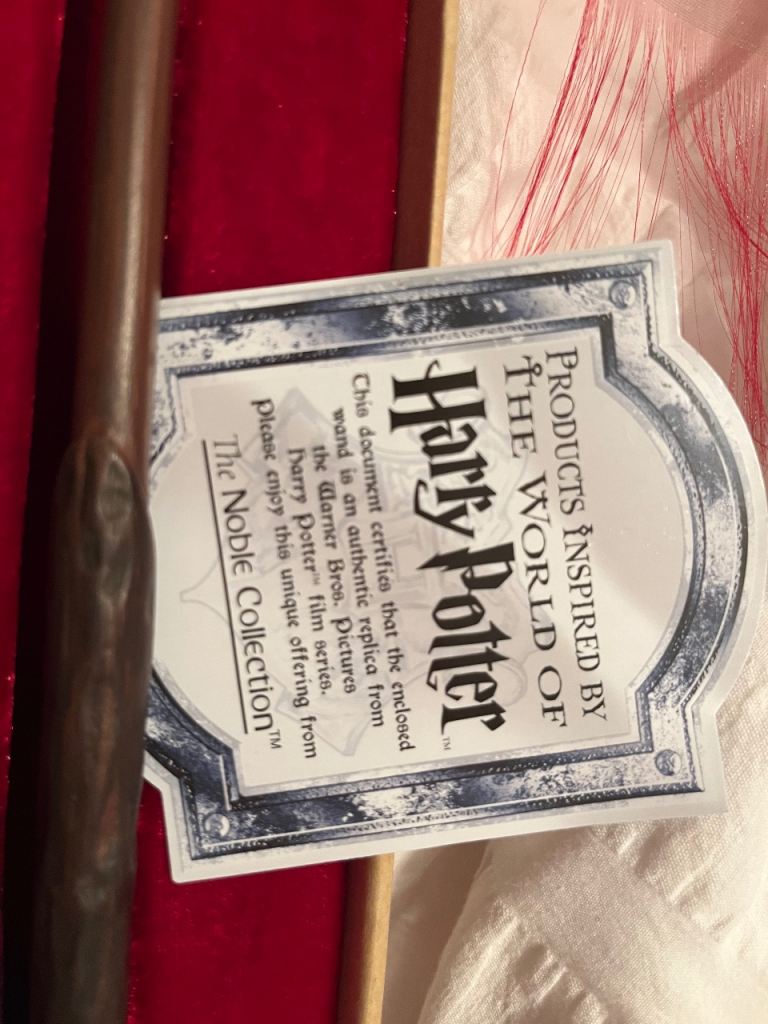 PRODUCTS INSPIRED BY
THE WORLD OF
Harry Potter™
This document certifies that the enclosed
wand is an authentic replica from
the Warner Bros. Pictures
Harry Potter™ film series.
Please enjoy this unique offering from
The Noble Collection™